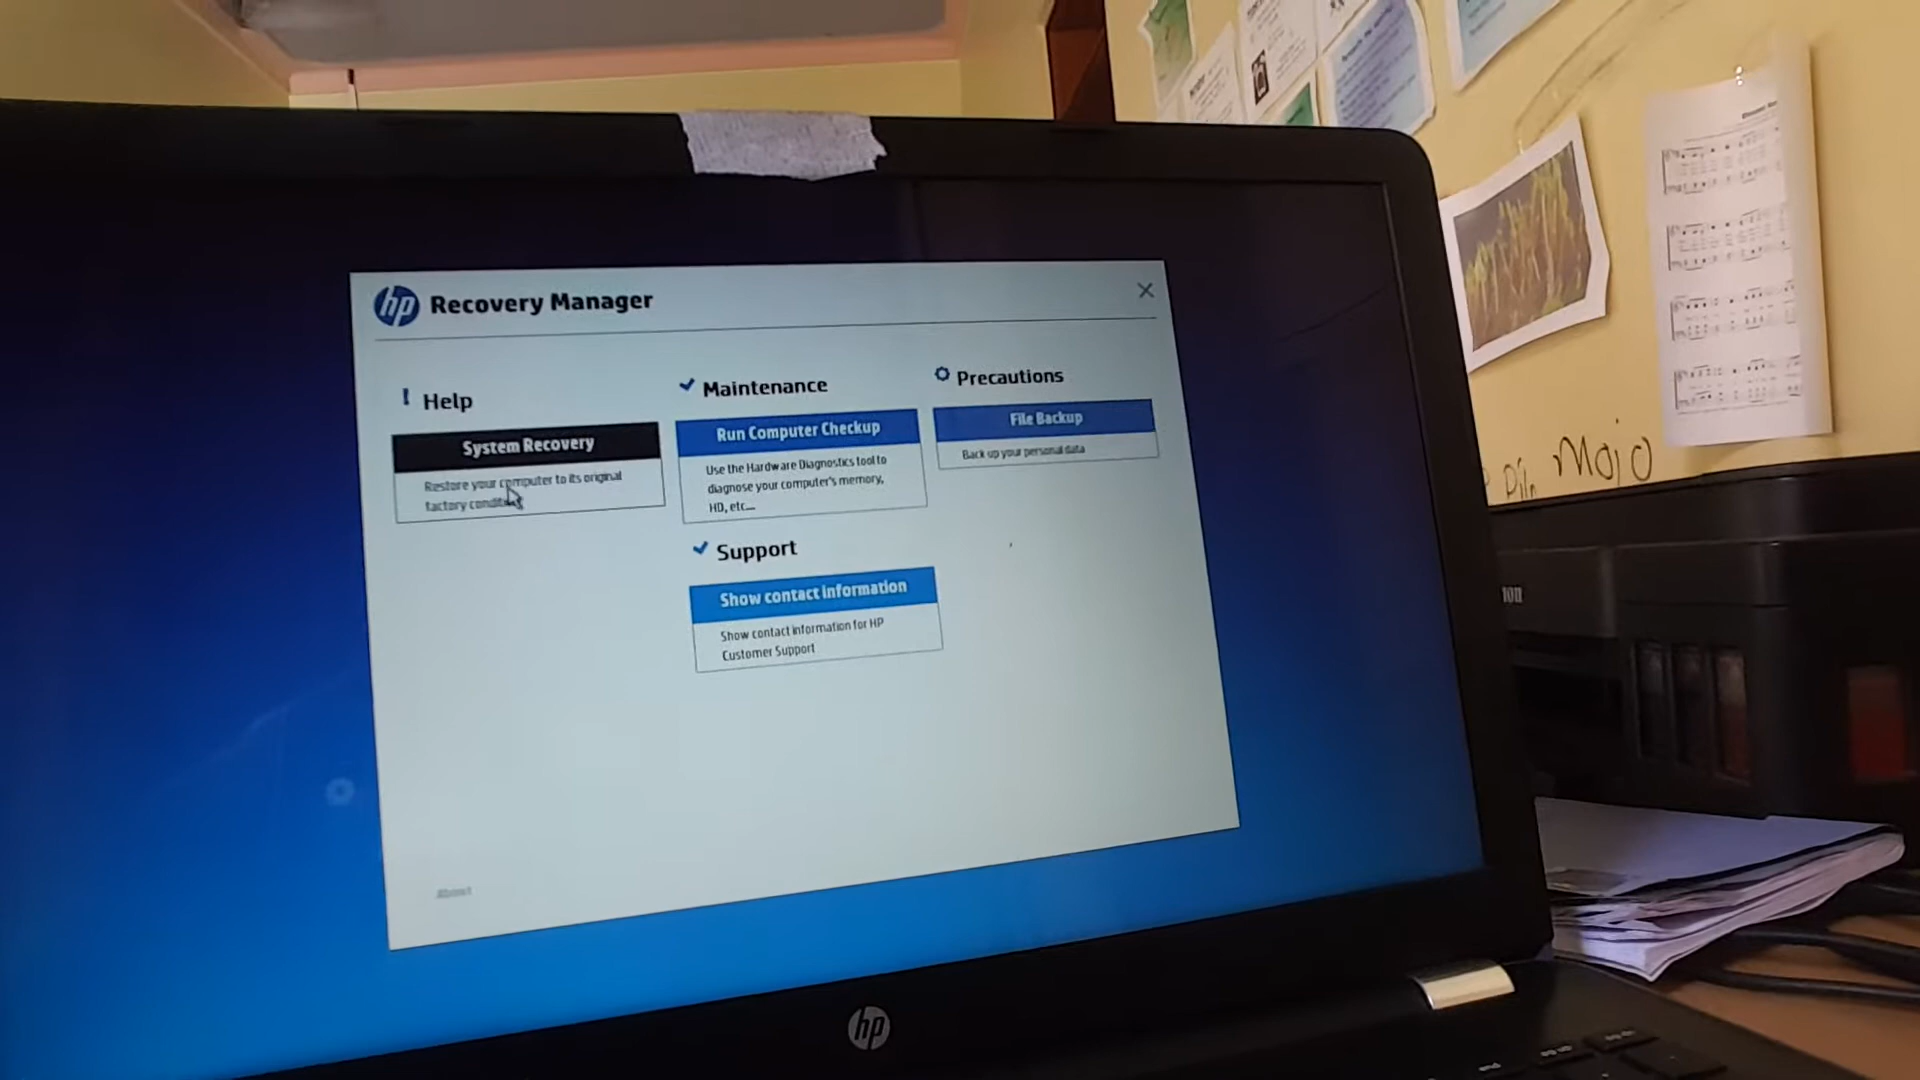 hp Recovery Manager
Help
System Recovery
Restore your computer to its original
factory condition
Maintenance
Run Computer Checkup
Use the Hardware Diagnostics tool to
diagnose your computer's memory,
HD, etc...
Precautions
File Backup
Back up your personal data
Support
Show contact information
Show contact information for HP
Customer Support
About
hp
Mojo